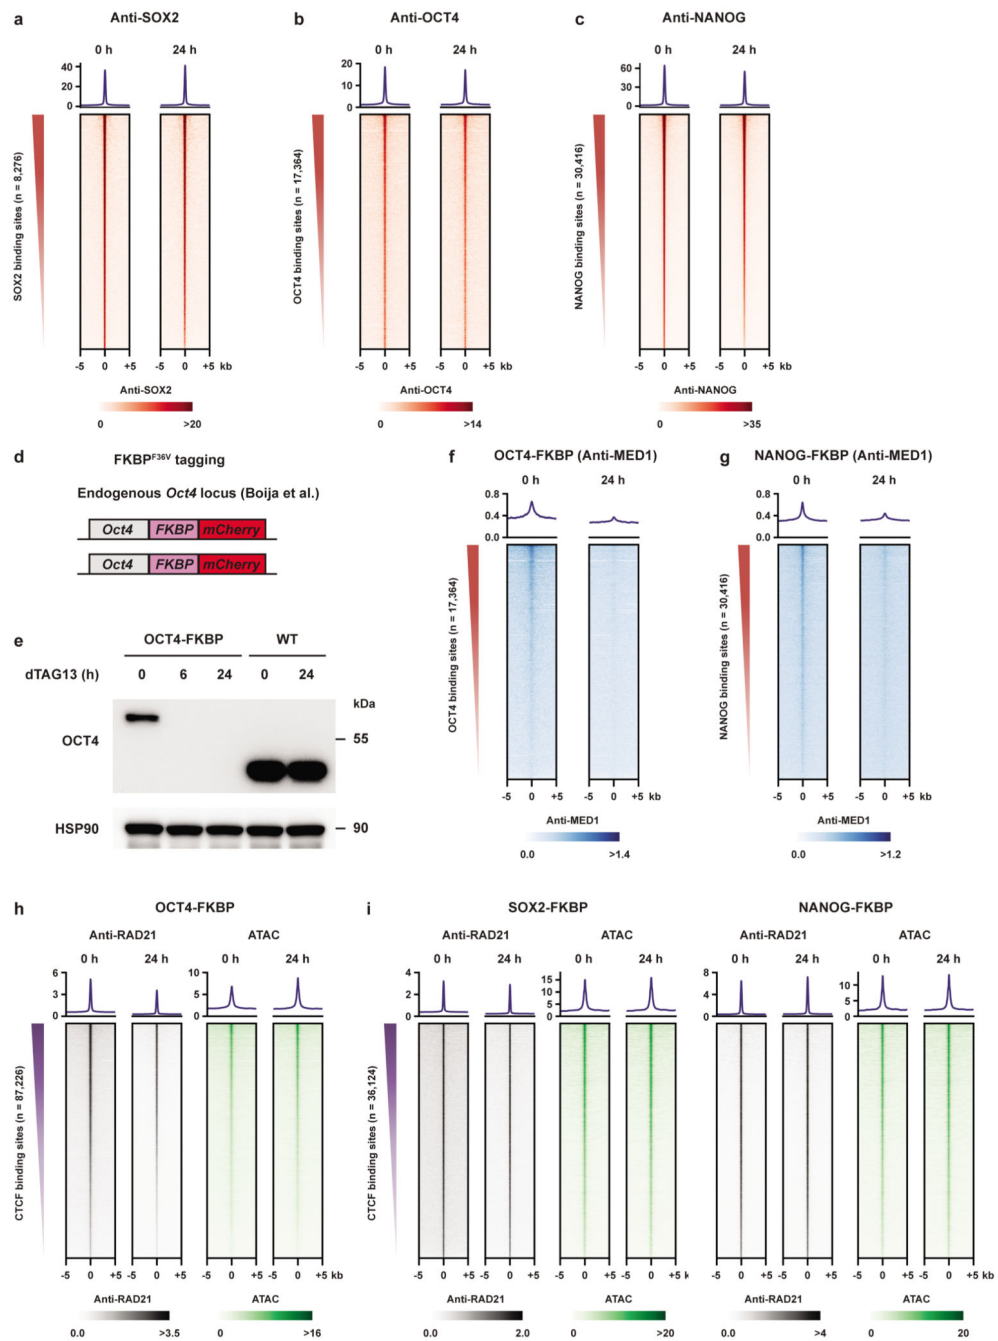 a Anti-SOX2
0 h 24 h
40
20
0
SOX2 binding sites (n = 8,276)
-5 0 +5 -5 0 +5 kb
Anti-SOX2
0 >20
b Anti-OCT4
0 h 24 h
20
10
0
OCT4 binding sites (n = 17,364)
-5 0 +5 -5 0 +5 kb
Anti-OCT4
0 >14
c Anti-NANOG
0 h 24 h
60
30
0
NANOG binding sites (n = 30,416)
-5 0 +5 -5 0 +5 kb
Anti-NANOG
0 >35
d FKBPF36V tagging
Endogenous Oct4 locus (Boija et al.)
Oct4 FKBP mCherry
Oct4 FKBP mCherry
e OCT4-FKBP WT
dTAG13 (h) 0 6 24 0 24
kDa
OCT4 55
HSP90 90
f OCT4-FKBP (Anti-MED1)
0 h 24 h
0.8
0.4
0.0
OCT4 binding sites (n = 17,364)
-5 0 +5 -5 0 +5 kb
Anti-MED1
0.0 >1.4
g NANOG-FKBP (Anti-MED1)
0 h 24 h
0.8
0.4
0.0
NANOG binding sites (n = 30,416)
-5 0 +5 -5 0 +5 kb
Anti-MED1
0.0 >1.2
h OCT4-FKBP
Anti-RAD21 ATAC
0 h 24 h 0 h 24 h
6 10
3 5
0 0
CTCF binding sites (n = 87,226)
-5 0 +5 -5 0 +5 -5 0 +5 -5 0 +5 kb
Anti-RAD21 ATAC
0.0 >3.5 0 >16
i SOX2-FKBP NANOG-FKBP
Anti-RAD21 ATAC Anti-RAD21 ATAC
0 h 24 h 0 h 24 h 0 h 24 h 0 h 24 h
4 15 8 10
2 10 4 5
0 15 0 0
0
CTCF binding sites (n = 36,124)
-5 0 +5 -5 0 +5 -5 0 +5 -5 0 +5 k -5 0 +5 -5 0 +5 -5 0 +5 -5 0 +5 kb
Anti-RAD21 ATAC Anti-RAD21 ATAC
0.0 2.0 0 >20 0.0 >4 0 20